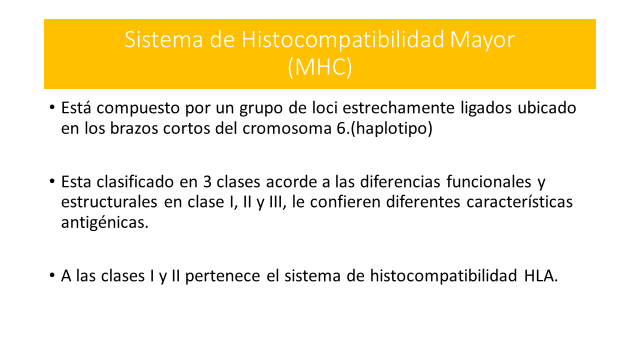 Sistema de Histocompatibilidad Mayor
(MHC)
• Está compuesto por un grupo de loci estrechamente ligados ubicado
en los brazos cortos del cromosoma 6.(haplotipo)
• Esta clasificado en 3 clases acorde a las diferencias funcionales y
estructurales en clase I, II y III, le confieren diferentes características
antigénicas.
• A las clases I y II pertenece el sistema de histocompatibilidad HLA.